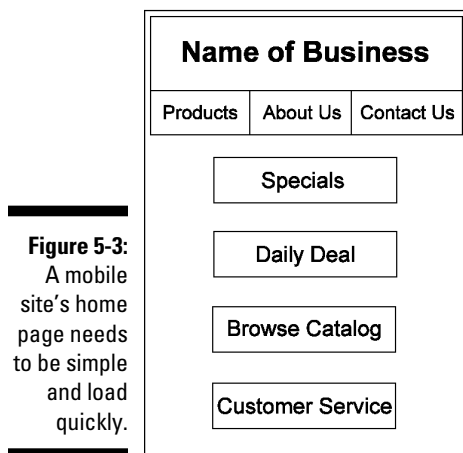 Name of Business
Products About Us Contact Us
Specials
Daily Deal
Browse Catalog
Customer Service
Figure 5-3:
A mobile
site's home
page needs
to be simple
and load
quickly.